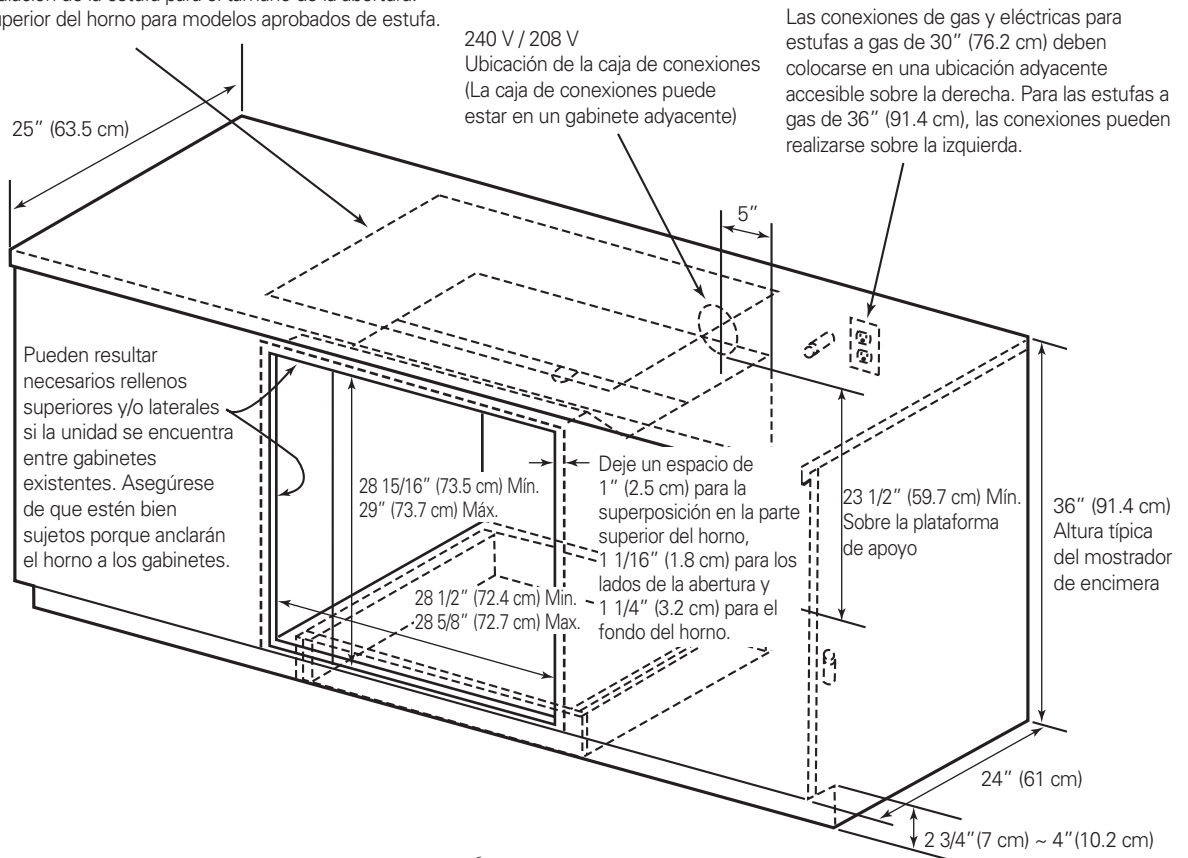 superior del horno para modelos aprobados de estufa.
240 V / 208 V
Ubicación de la caja de conexiones
(La caja de conexiones puede
estar en un gabinete adyacente)
Las conexiones de gas y eléctricas para
estufas a gas de 30” (76.2 cm) deben
colocarse en una ubicación adyacente
accesible sobre la derecha. Para las estufas a
gas de 36” (91.4 cm), las conexiones pueden
realizarse sobre la izquierda.
25” (63.5 cm)
5”
Pueden resultar
necesarios rellenos
superiores y/o laterales
si la unidad se encuentra
entre gabinetes
existentes. Asegúrese
de que estén bien
sujetos porque anclarán
el horno a los gabinetes.
28 15/16” (73.5 cm) Mín.
29” (73.7 cm) Máx.
28 1/2” (72.4 cm) Min.
28 5/8” (72.7 cm) Max.
Deje un espacio de
1” (2.5 cm) para la
superposición en la parte
superior del horno,
1 1/16” (1.8 cm) para los
lados de la abertura y
1 1/4” (3.2 cm) para el
fondo del horno.
23 1/2” (59.7 cm) Mín.
Sobre la plataforma
de apoyo
36” (91.4 cm)
Altura típica
del mostrador
de encimera
24” (61 cm)
2 3/4”(7 cm) ~ 4”(10.2 cm)